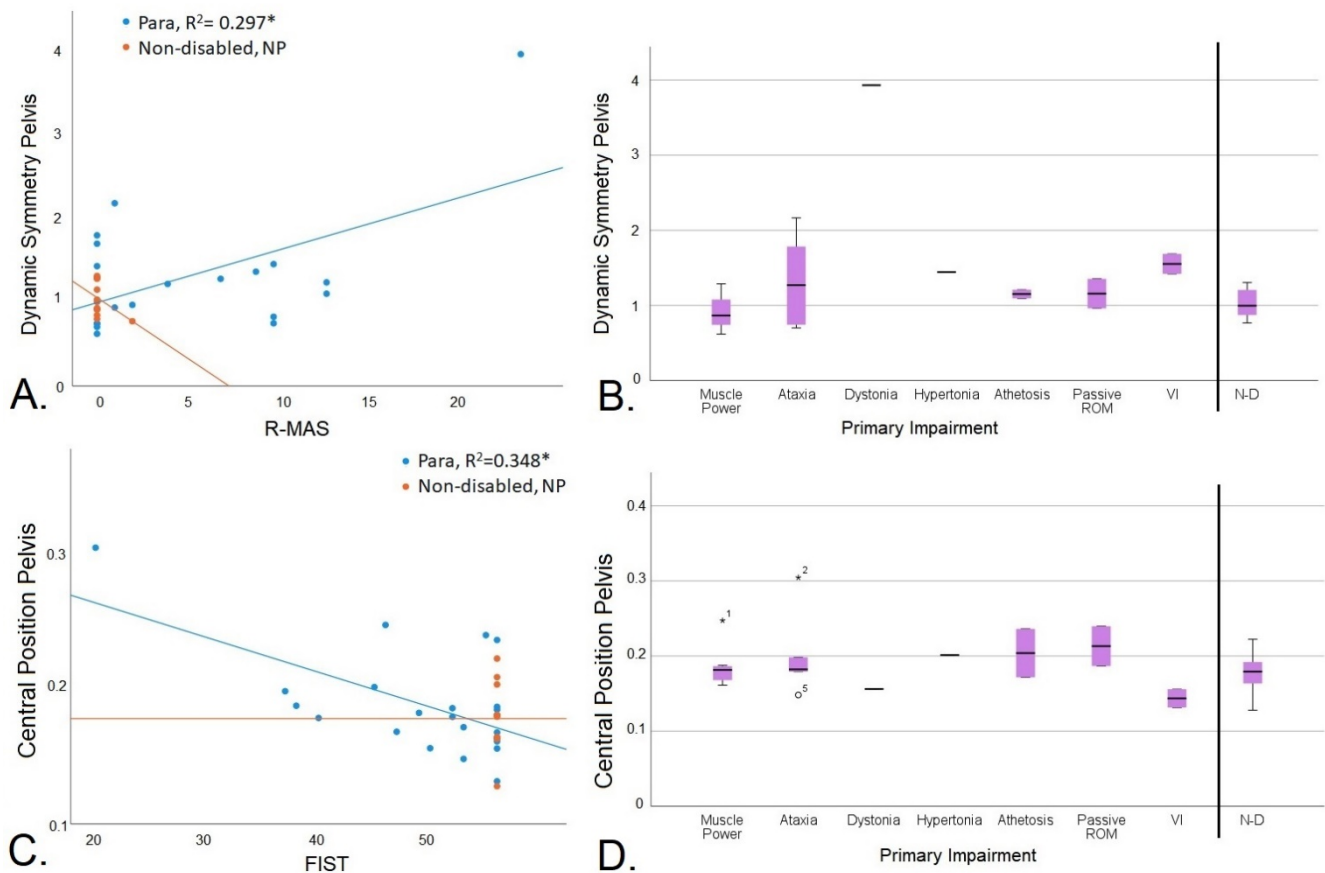 Para, R²= 0.297*
Non-disabled, NP
Dynamic Symmetry Pelvis
4
3
2
1
0
0 5 10 15 20
R-MAS
A.
Dynamic Symmetry Pelvis
4
3
2
1
0
Muscle Power Ataxia Dystonia Hypertonia Athetosis Passive ROM VI N-D
Primary Impairment
B.
Para, R²=0.348*
Non-disabled, NP
Central Position Pelvis
0.3
0.2
0.1
20 30 40 50
FIST
C.
Central Position Pelvis
0.4
0.3
0.2
0.1
0
*1
*2
5
Muscle Power Ataxia Dystonia Hypertonia Athetosis Passive ROM VI N-D
Primary Impairment
D.